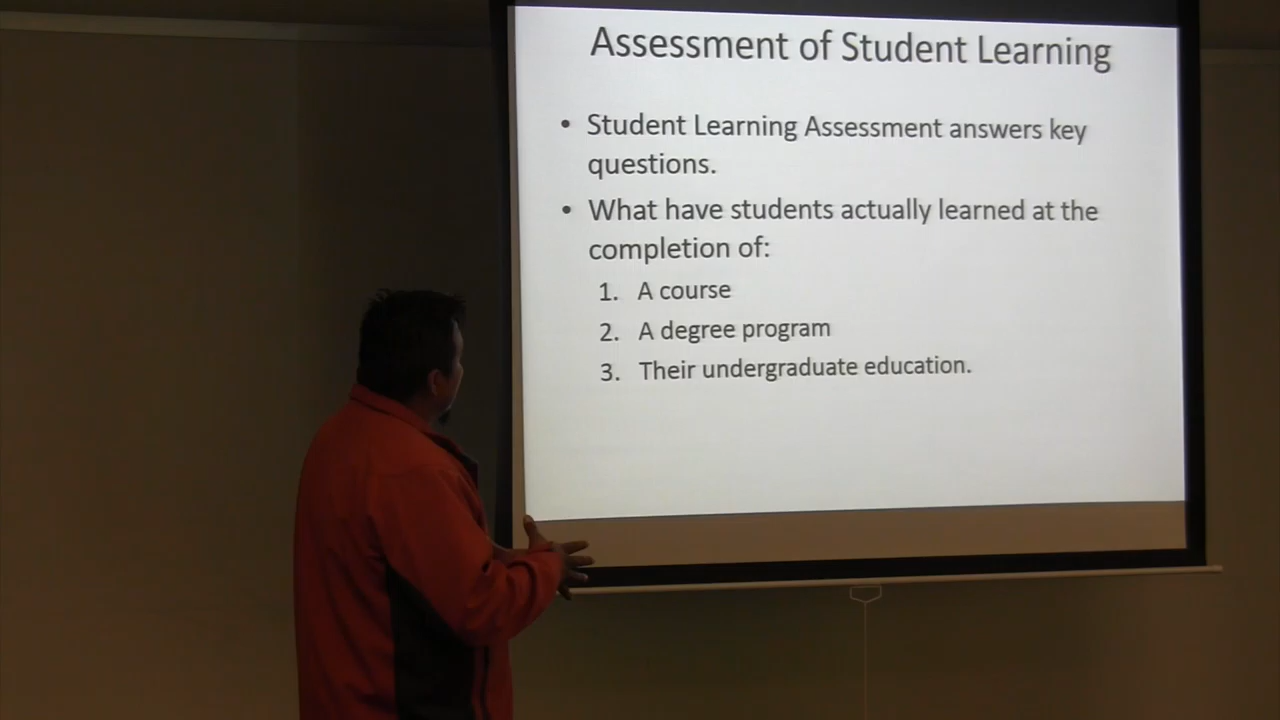 Assessment of Student Learning
• Student Learning Assessment answers key
questions.
• What have students actually learned at the
completion of:
1. A course
2. A degree program
3. Their undergraduate education.